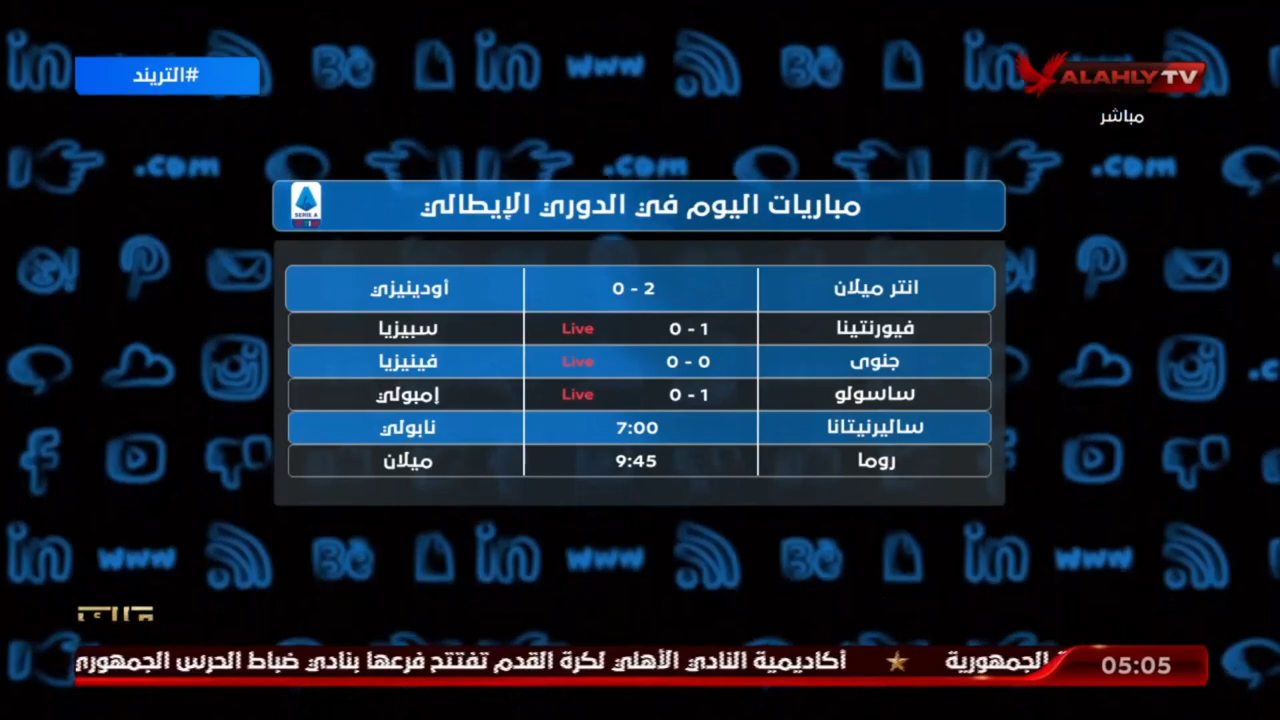 #التريند
ALAHLY TV
مباشر
مباريات اليوم في الدوري الإيطالي
SERIE A
انتر ميلان 2 - 0 أودينيزي
فيورنتينا 1 - 0 Live سبيزيا
جنوى 0 - 0 Live فينيزيا
ساسولو 1 - 0 Live إمبولي
ساليرنيتانا 7:00 نابولي
روما 9:45 ميلان
05:05 الجمهورية ★ أكاديمية النادي الأهلي لكرة القدم تفتتح فرعها بنادي ضباط الحرس الجمهوري